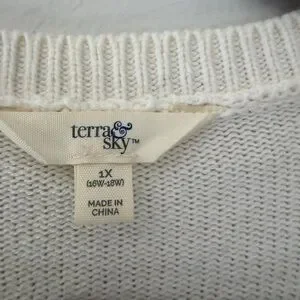 terra &
sky™
1X
(16W-18W)
MADE IN
CHINA